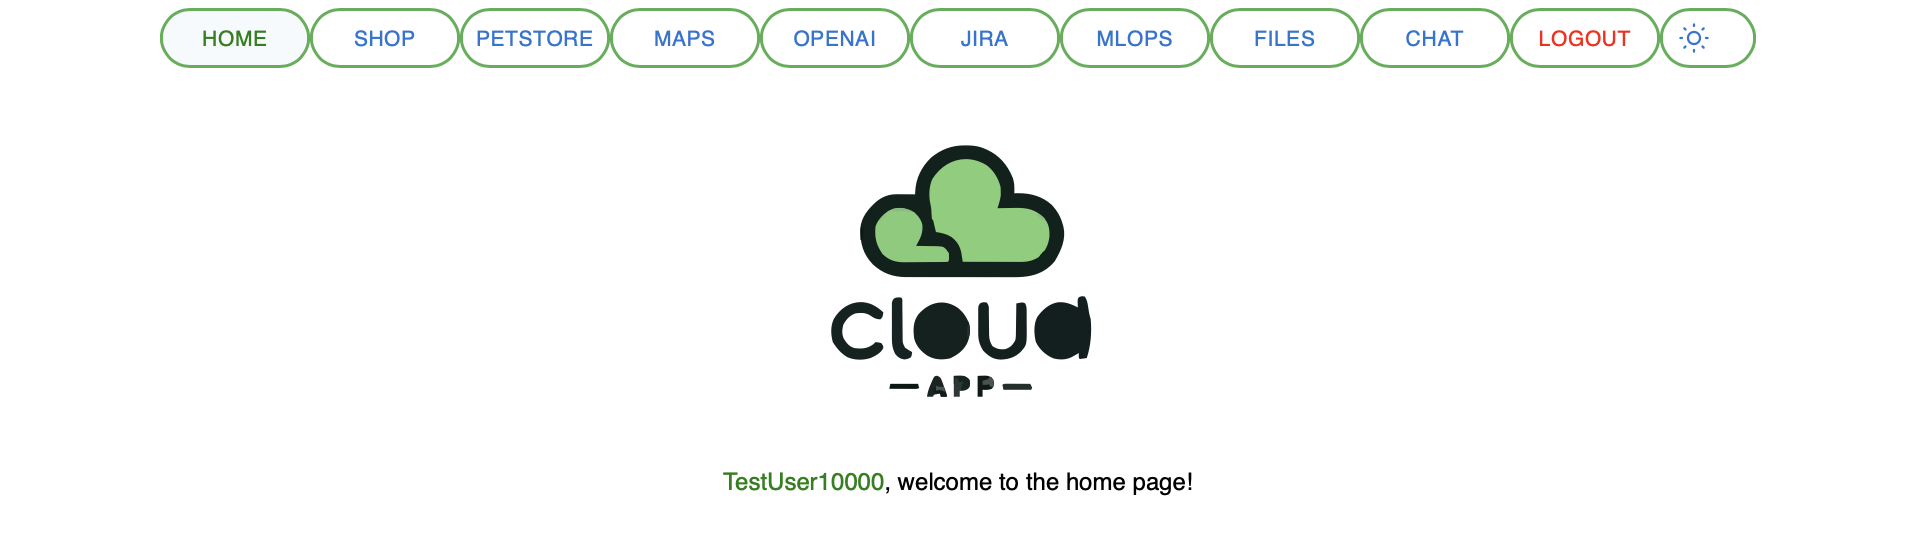 HOME SHOP PETSTORE MAPS OPENAI JIRA MLOPS FILES CHAT LOGOUT
cloud
APP
TestUser10000, welcome to the home page!